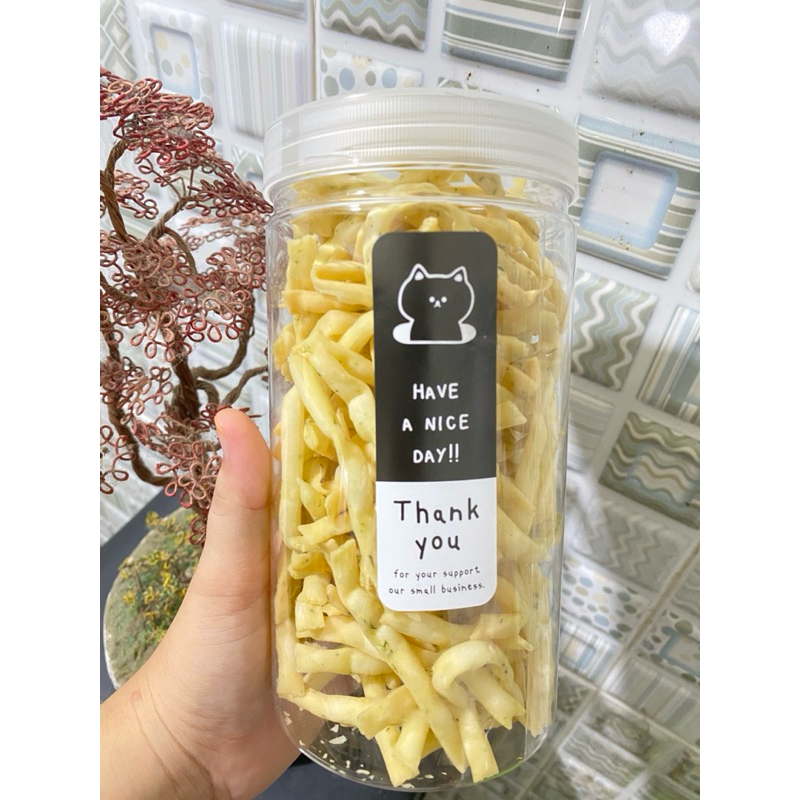 HAVE
A NICE
DAY!!
Thank
you
for your support
our small business.